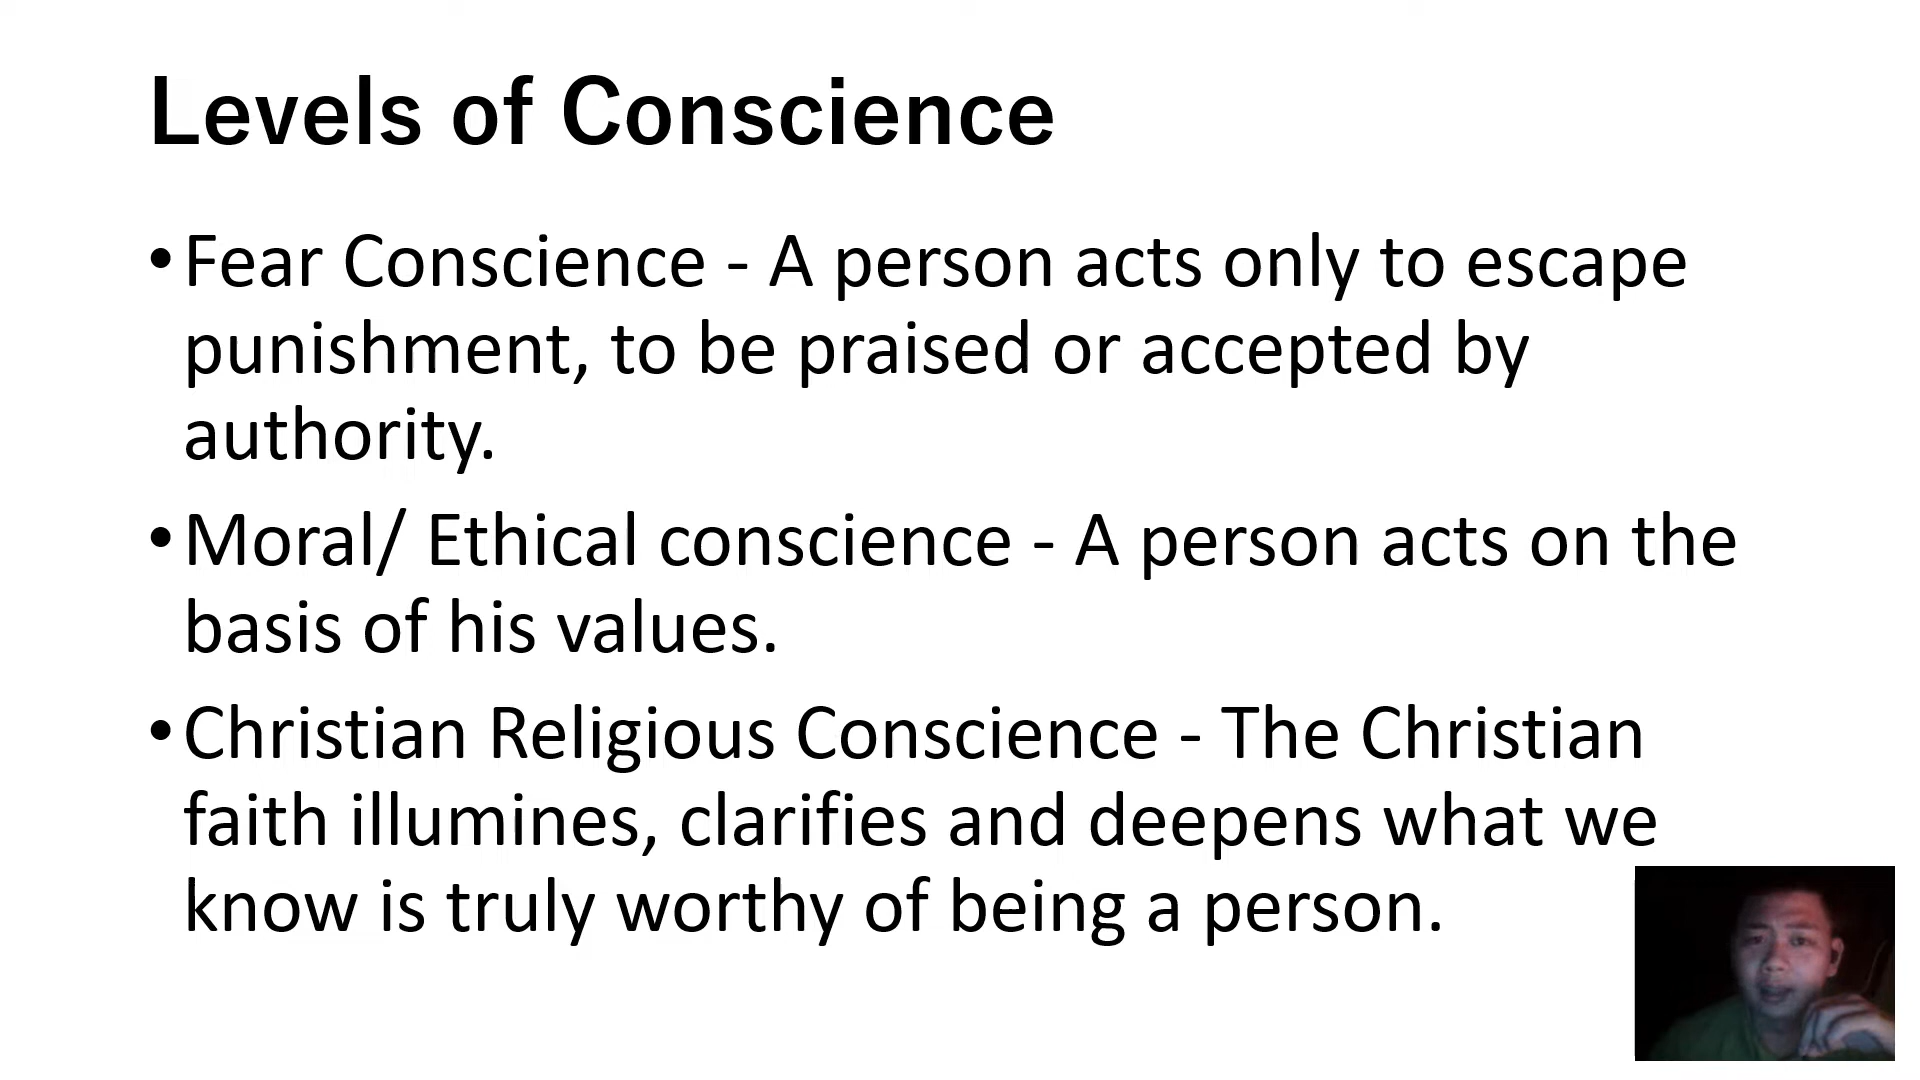 Levels of Conscience
•Fear Conscience - A person acts only to escape
punishment, to be praised or accepted by
authority.
•Moral/ Ethical conscience - A person acts on the
basis of his values.
•Christian Religious Conscience - The Christian
faith illumines, clarifies and deepens what we
know is truly worthy of being a person.